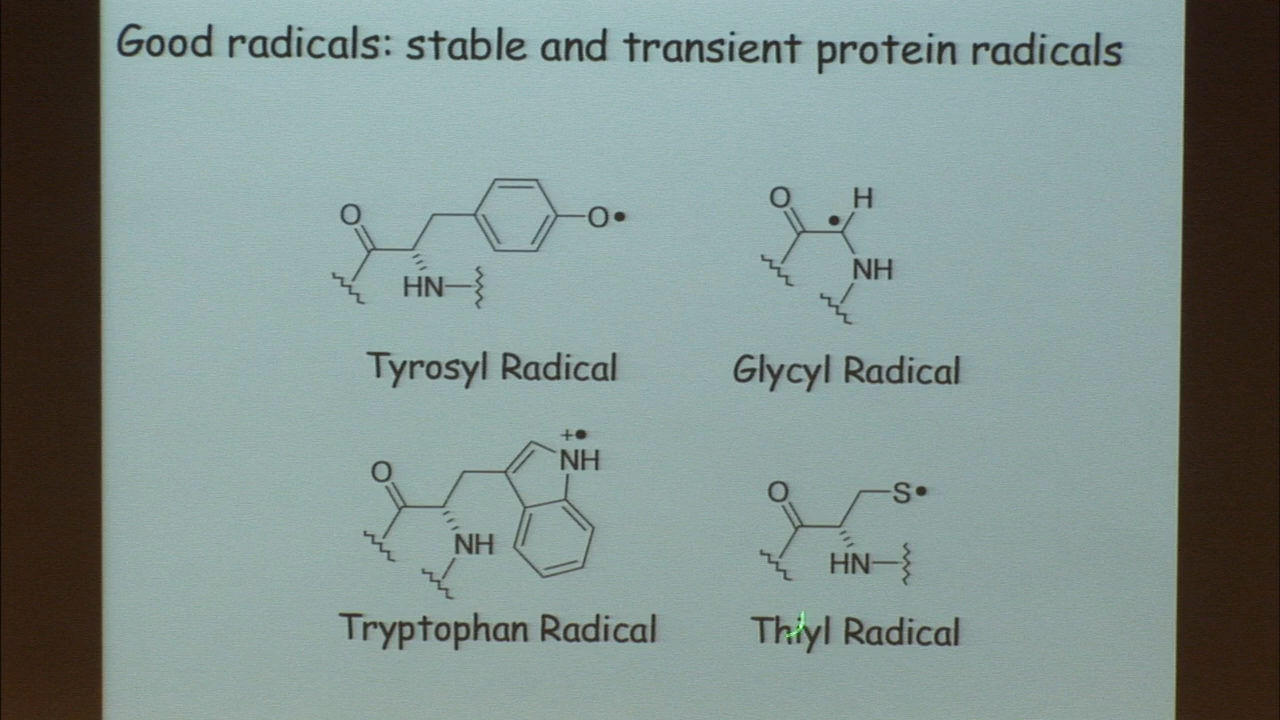 Good radicals: stable and transient protein radicals
O
O•
HN
Tyrosyl Radical
O
H
•
NH
Glycyl Radical
O
+•
NH
NH
Tryptophan Radical
O
S•
HN
Thiyl Radical